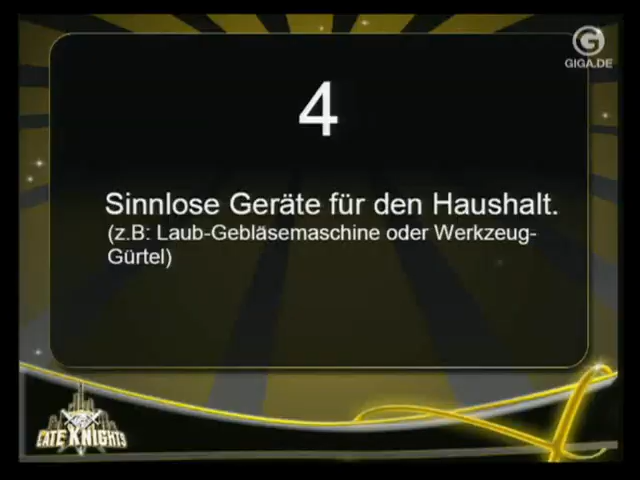 G
GIGA.DE
4
Sinnlose Geräte für den Haushalt.
(z.B: Laub-Gebläsemaschine oder Werkzeug-
Gürtel)
LATE KNIGHTS